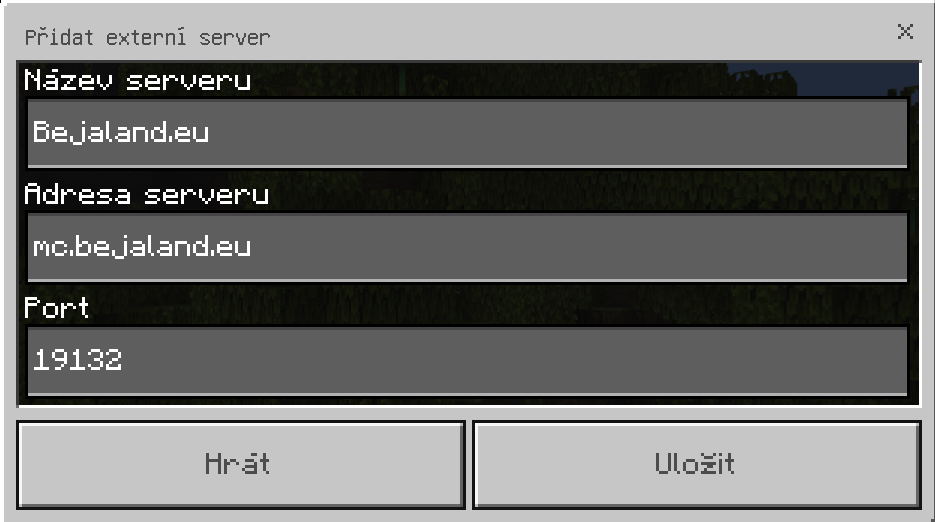 Přidat externí server
Název serveru
Bejaland.eu
Adresa serveru
mc.bejaland.eu
Port
19132
Hrát
Uložit